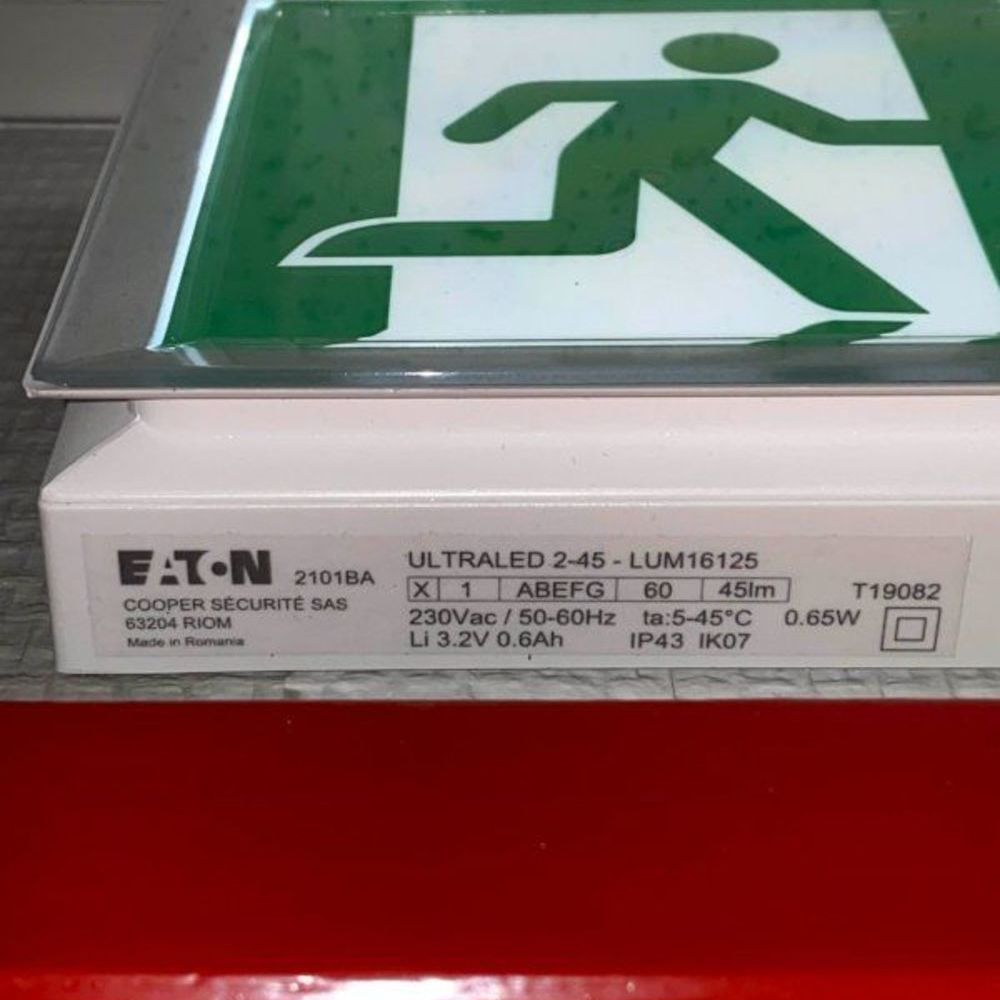 EATON 2101BA
COOPER SÉCURITÉ SAS
63204 RIOM
Made in Romania
ULTRALED 2-45 - LUM16125
X 1 ABEFG 60 45lm
230Vac / 50-60Hz ta:5-45°C 0.65W
Li 3.2V 0.6Ah IP43 IK07
T19082